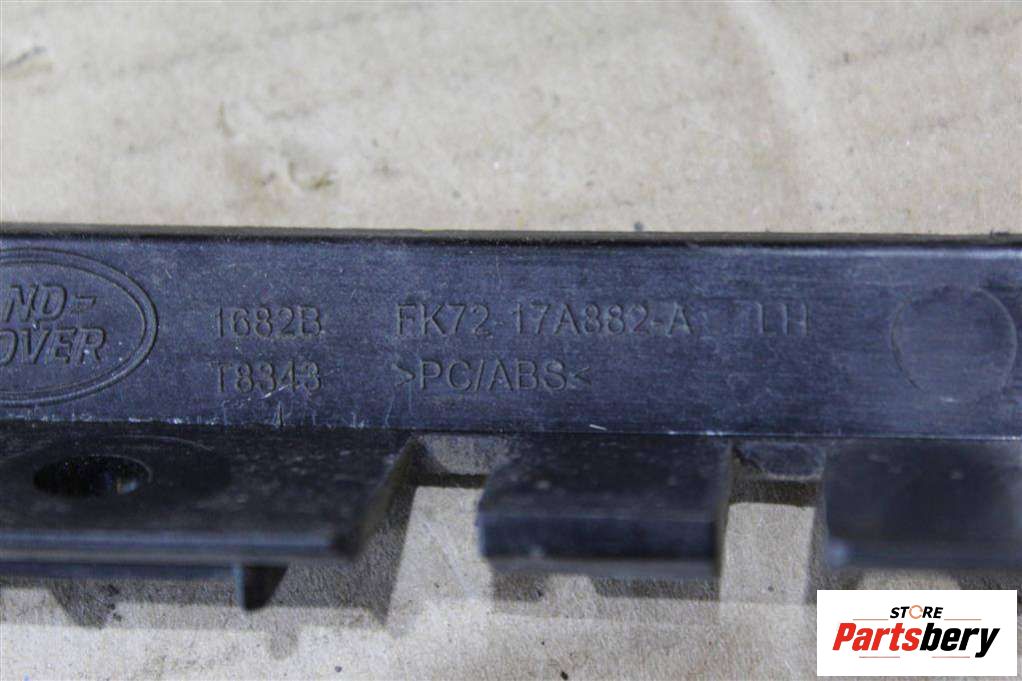 ND-
OVER
1682B FK72-17A882-A LH
T8343 >PC/ABS<
STORE
Partsbery